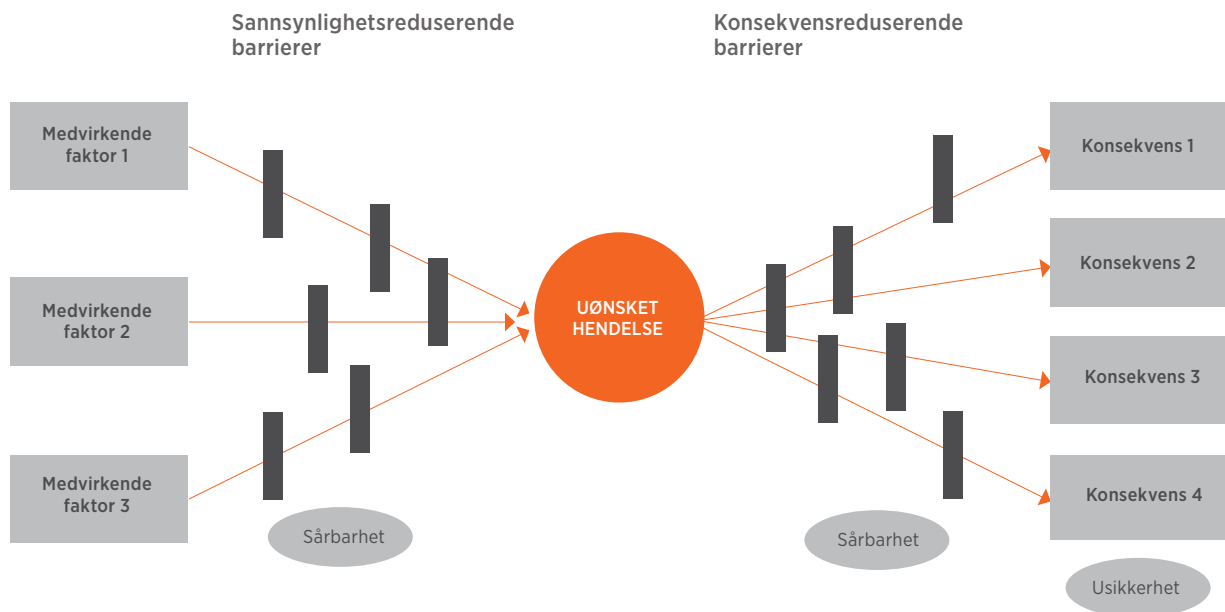 Sannsynlighetsreduserende
barrierer
Konsekvensreduserende
barrierer
Medvirkende
faktor 1
Medvirkende
faktor 2
Medvirkende
faktor 3
UØNSKET
HENDELSE
Konsekvens 1
Konsekvens 2
Konsekvens 3
Konsekvens 4
Sårbarhet
Sårbarhet
Usikkerhet